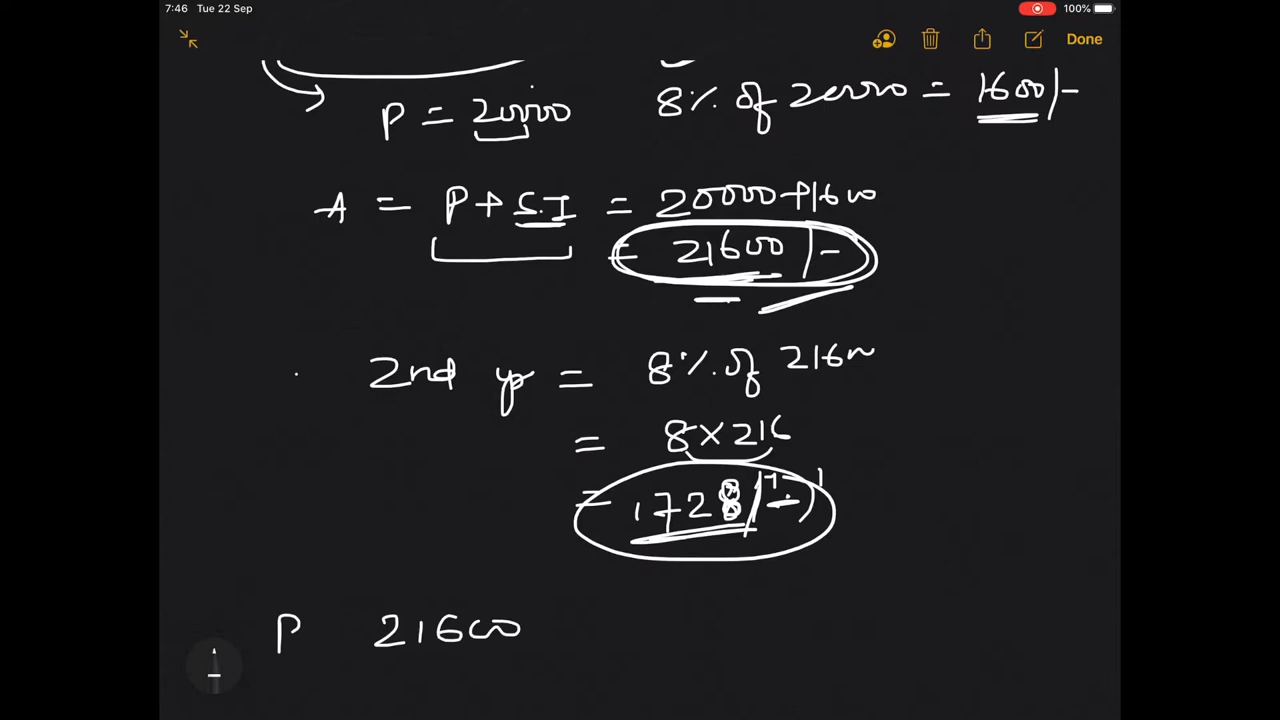 7:46 Tue 22 Sep 100%
Done
P = 20000 8% of 20000 = 1600/-
A = P + S.I = 20000 + 1600
= 21600/-
2nd yr = 8% of 21600
= 8 × 216
= 1728/-
P 21600